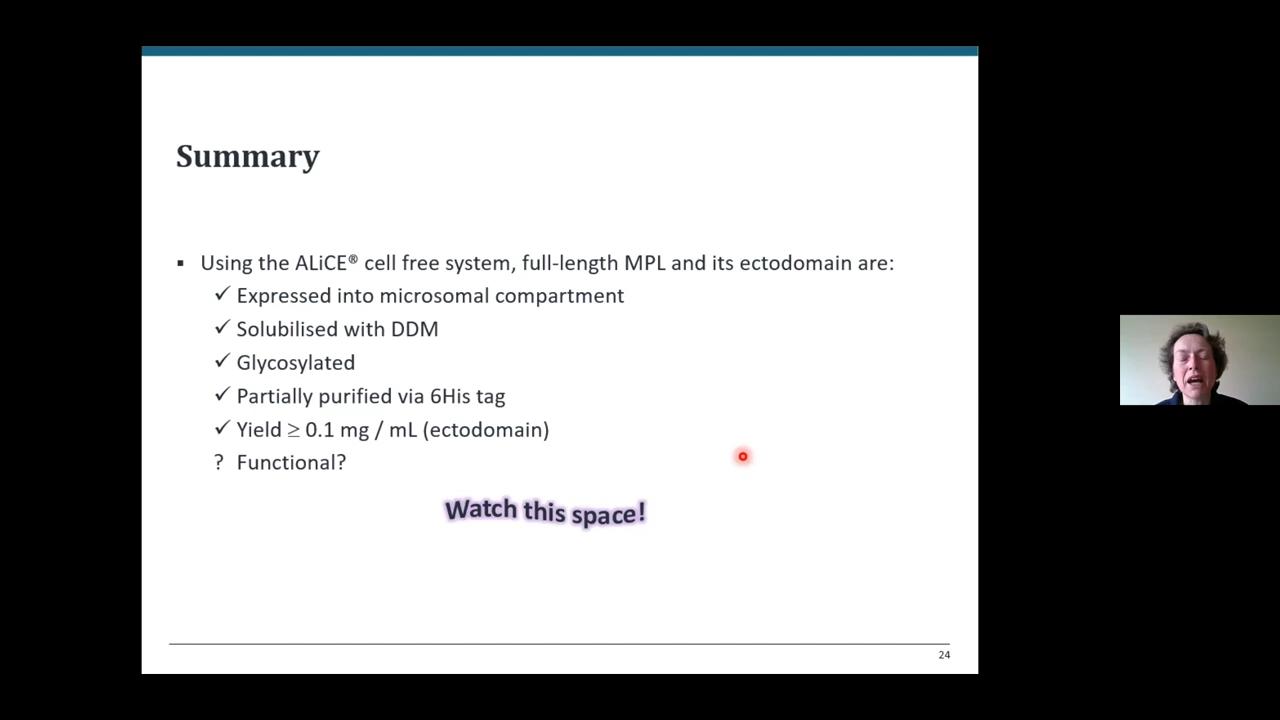 Summary
▪ Using the ALiCE® cell free system, full-length MPL and its ectodomain are:
✓ Expressed into microsomal compartment
✓ Solubilised with DDM
✓ Glycosylated
✓ Partially purified via 6His tag
✓ Yield ≥ 0.1 mg / mL (ectodomain)
? Functional?
Watch this space!
24